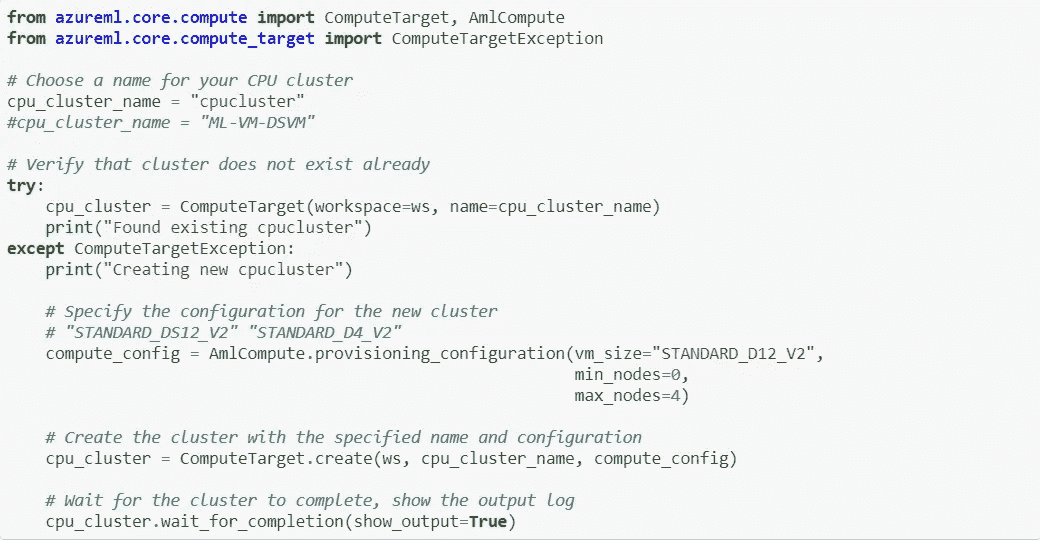 from azureml.core.compute import ComputeTarget, AmlCompute
from azureml.core.compute_target import ComputeTargetException

# Choose a name for your CPU cluster
cpu_cluster_name = "cpucluster"
#cpu_cluster_name = "ML-VM-DSVM"

# Verify that cluster does not exist already
try:
    cpu_cluster = ComputeTarget(workspace=ws, name=cpu_cluster_name)
    print("Found existing cpucluster")
except ComputeTargetException:
    print("Creating new cpucluster")

    # Specify the configuration for the new cluster
    # "STANDARD_DS12_V2" "STANDARD_D4_V2"
    compute_config = AmlCompute.provisioning_configuration(vm_size="STANDARD_D12_V2",
                                                           min_nodes=0,
                                                           max_nodes=4)

    # Create the cluster with the specified name and configuration
    cpu_cluster = ComputeTarget.create(ws, cpu_cluster_name, compute_config)

    # Wait for the cluster to complete, show the output log
    cpu_cluster.wait_for_completion(show_output=True)